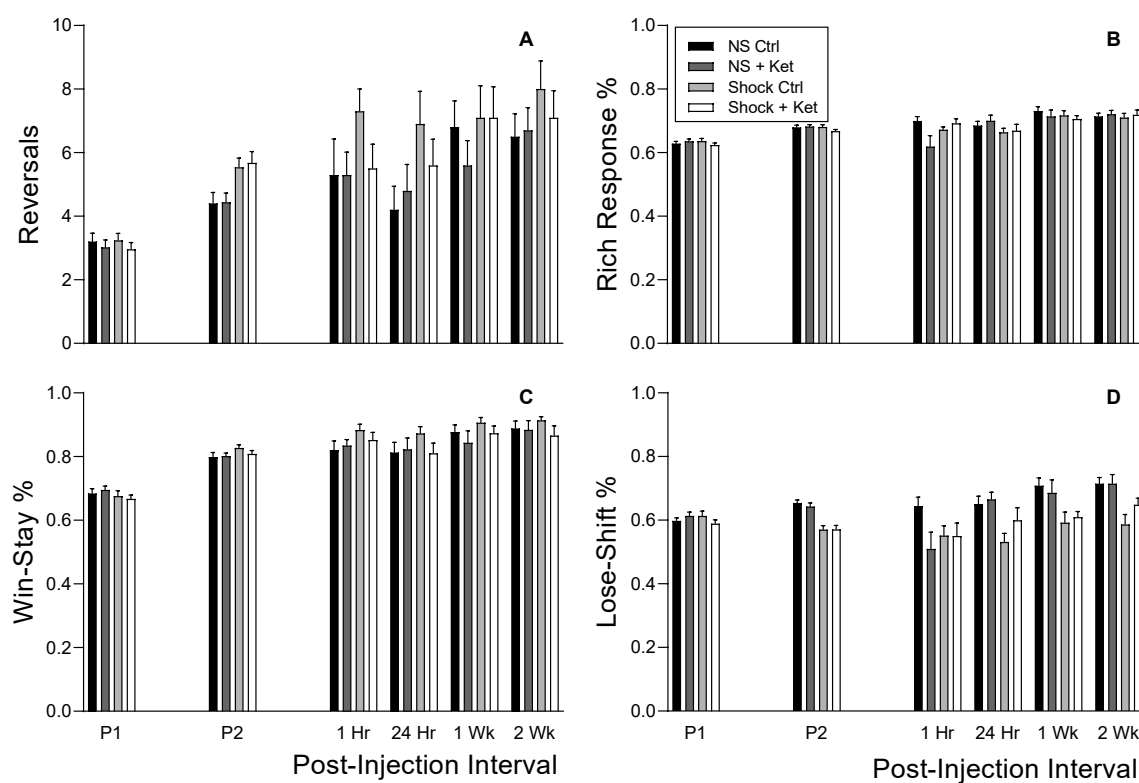 A
10
8
6
4
2
0
Reversals
B
1.0
0.8
0.6
0.4
0.2
0.0
Rich Response %
NS Ctrl
NS + Ket
Shock Ctrl
Shock + Ket
C
1.0
0.8
0.6
0.4
0.2
0.0
Win-Stay %
P1 P2 1 Hr 24 Hr 1 Wk 2 Wk
Post-Injection Interval
D
1.0
0.8
0.6
0.4
0.2
0.0
Lose-Shift %
P1 P2 1 Hr 24 Hr 1 Wk 2 Wk
Post-Injection Interval